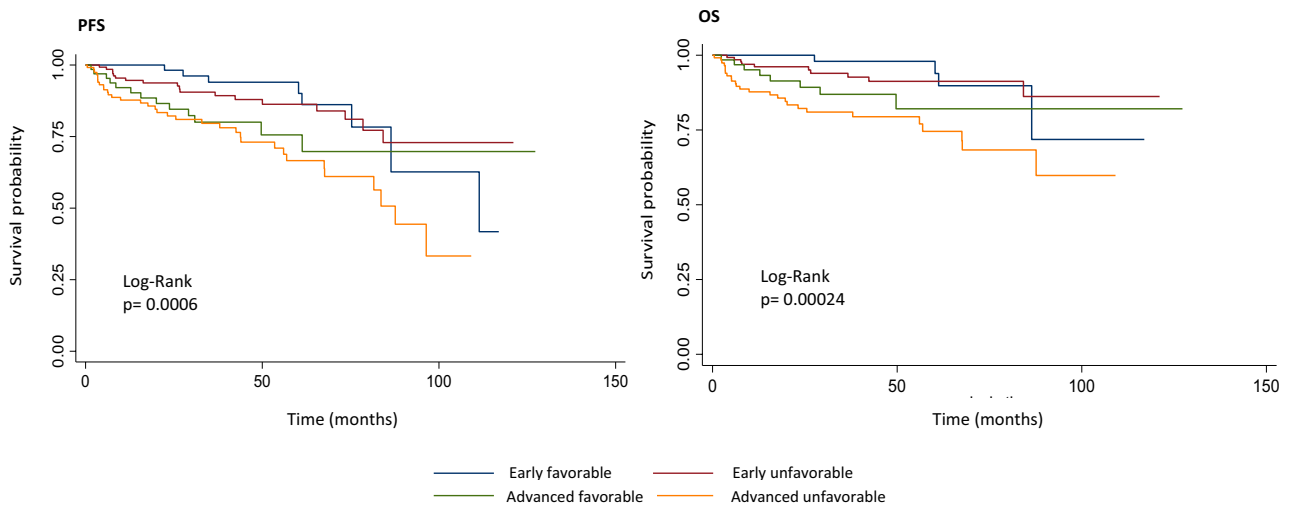 PFS
Survival probability
1.00
0.75
0.50
0.25
0.00
Log-Rank
p= 0.0006
0 50 100 150
Time (months)
OS
Survival probability
1.00
0.75
0.50
0.25
0.00
Log-Rank
p= 0.00024
0 50 100 150
Time (months)
Early favorable Early unfavorable
Advanced favorable Advanced unfavorable